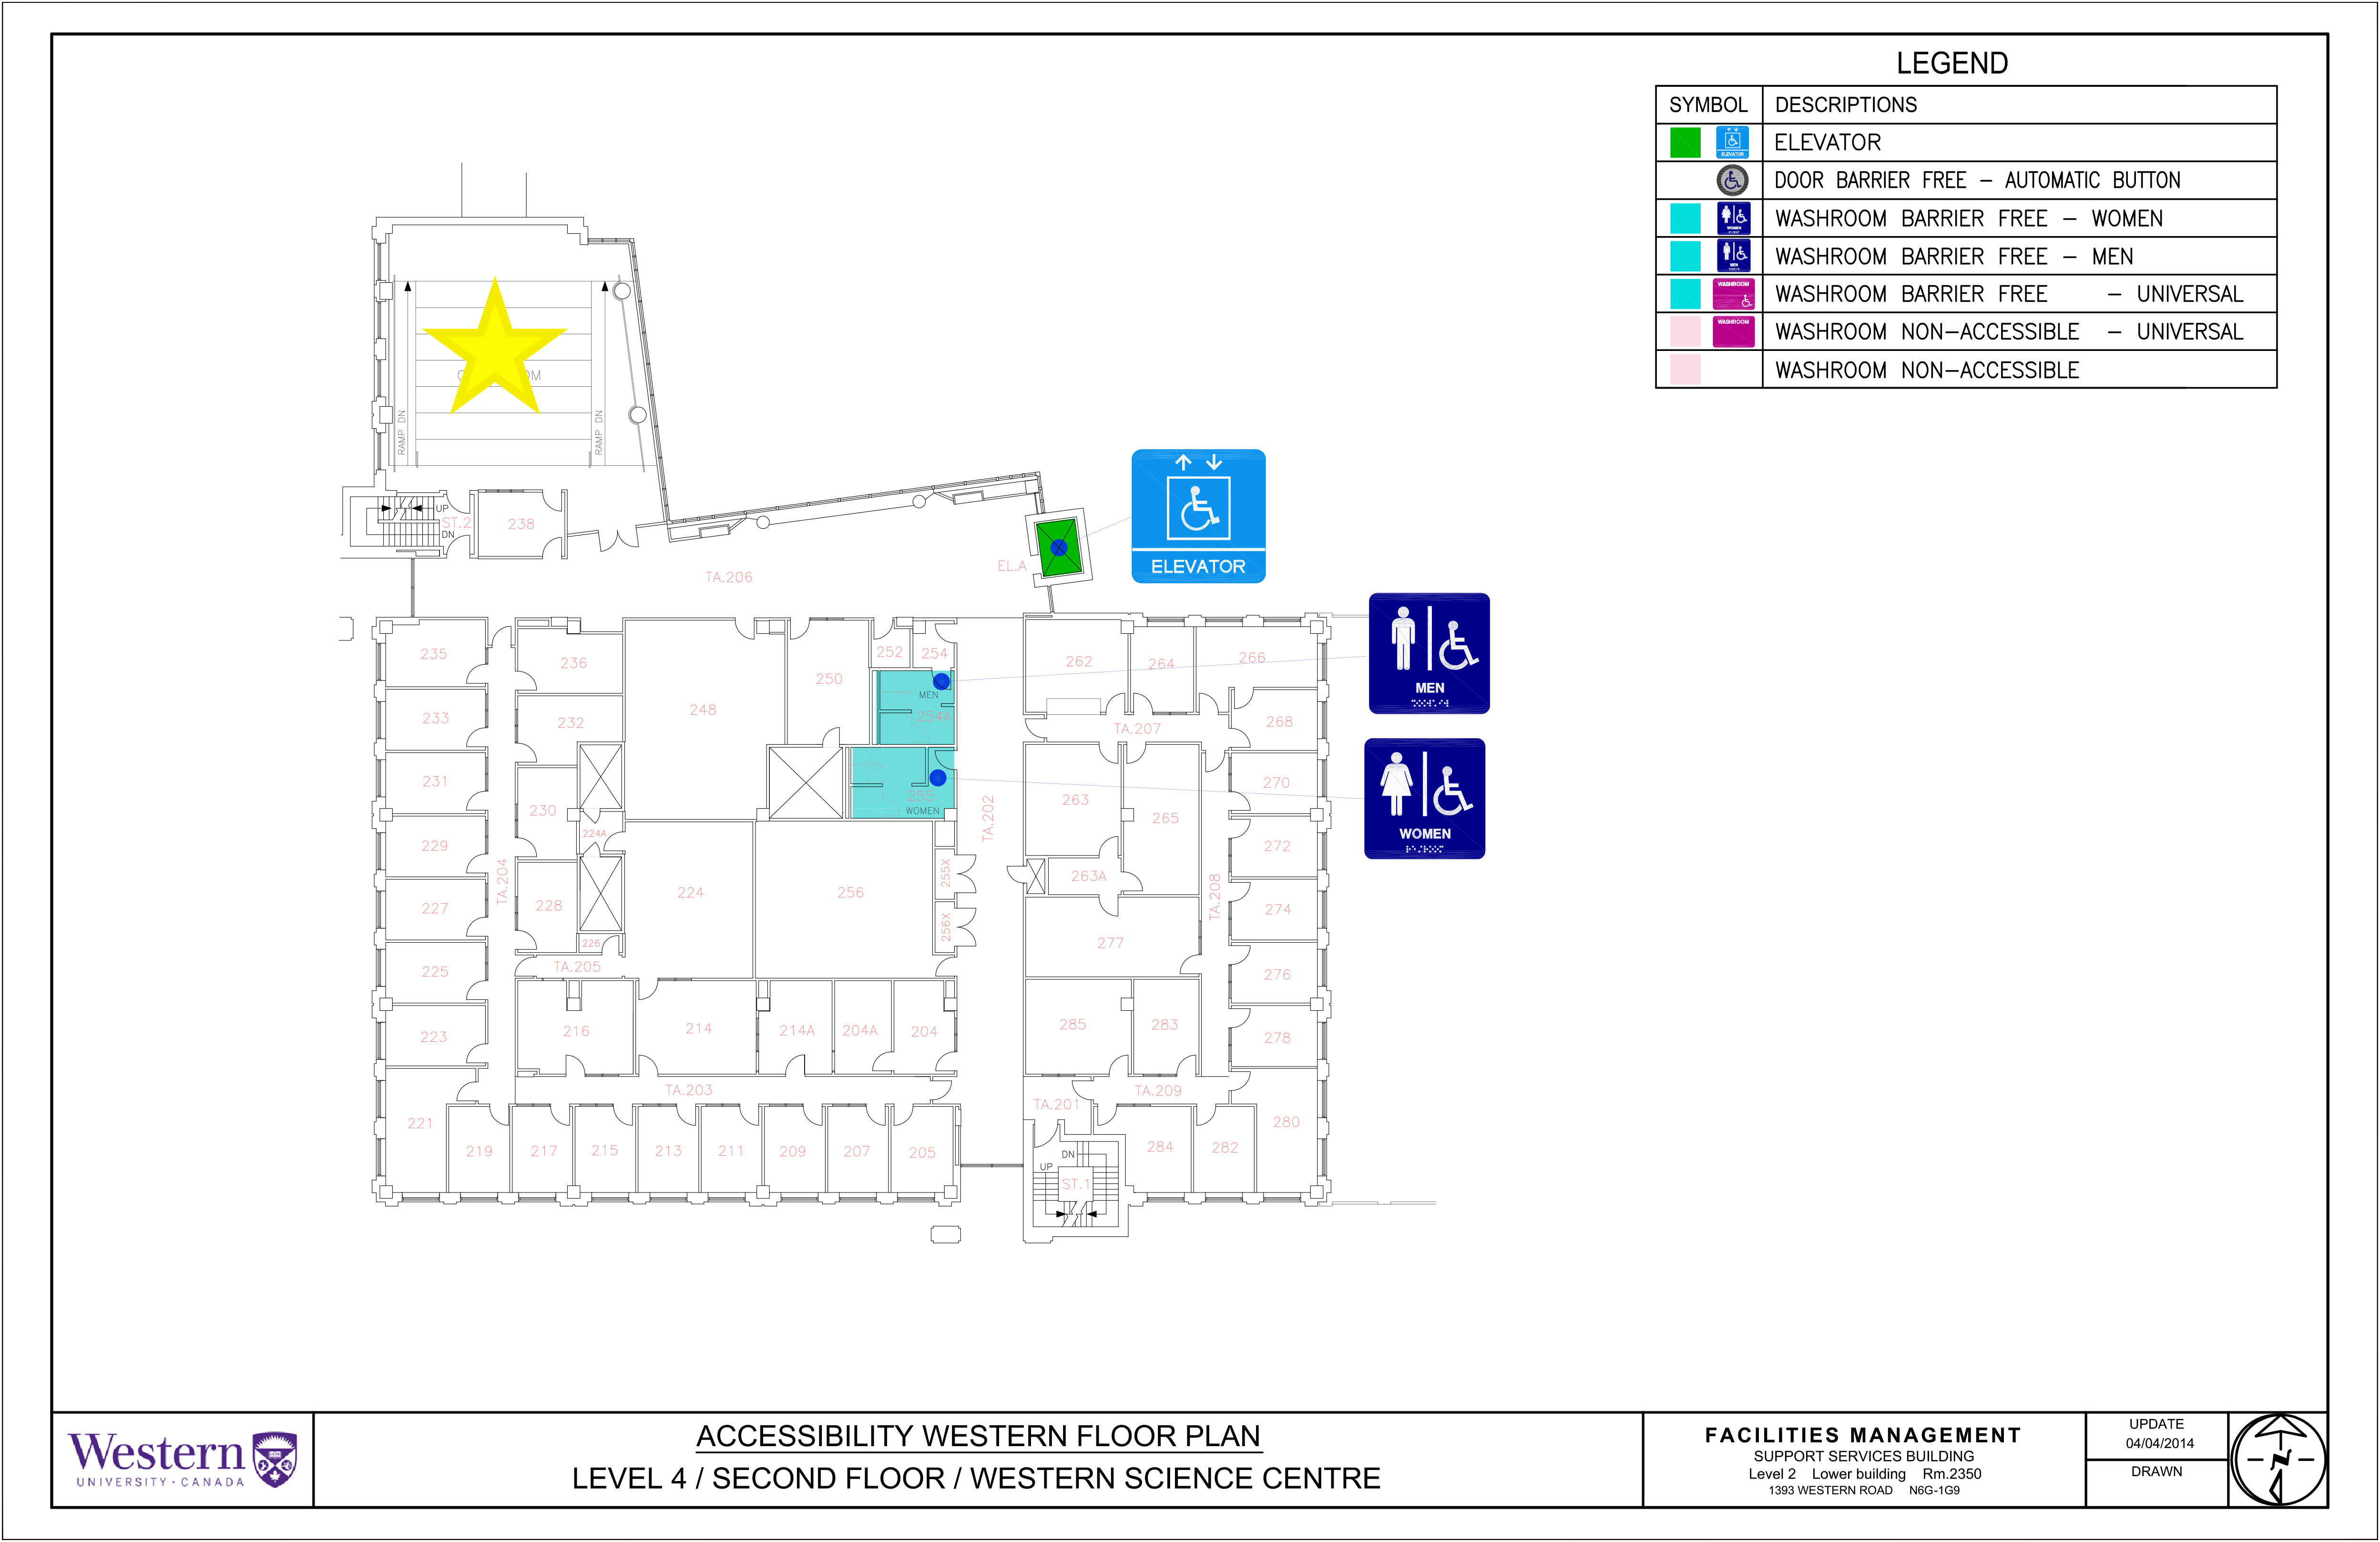 LEGEND
SYMBOL DESCRIPTIONS
ELEVATOR ELEVATOR
DOOR BARRIER FREE - AUTOMATIC BUTTON
WOMEN WASHROOM BARRIER FREE - WOMEN
MEN WASHROOM BARRIER FREE - MEN
WASHROOM WASHROOM BARRIER FREE - UNIVERSAL
WASHROOM WASHROOM NON-ACCESSIBLE - UNIVERSAL
WASHROOM NON-ACCESSIBLE
RAMP DN
RAMP DN
UP
ST.2
DN
238
TA.206
EL.A
ELEVATOR
235
236
252
254
262
264
266
MEN
250
MEN
254A
248
233
232
TA.207
268
231
230
255
WOMEN
TA.202
263
265
270
WOMEN
224A
229
TA.204
224
256
255X
263A
272
TA.208
227
228
256X
274
226
277
225
TA.205
276
223
216
214
214A
204A
204
285
283
278
TA.203
TA.201
TA.209
221
219
217
215
213
211
209
207
205
284
282
280
DN
UP
ST.1
Western
UNIVERSITY · CANADA
ACCESSIBILITY WESTERN FLOOR PLAN
LEVEL 4 / SECOND FLOOR / WESTERN SCIENCE CENTRE
FACILITIES MANAGEMENT
SUPPORT SERVICES BUILDING
Level 2 Lower building Rm.2350
1393 WESTERN ROAD N6G-1G9
UPDATE
04/04/2014
DRAWN
N